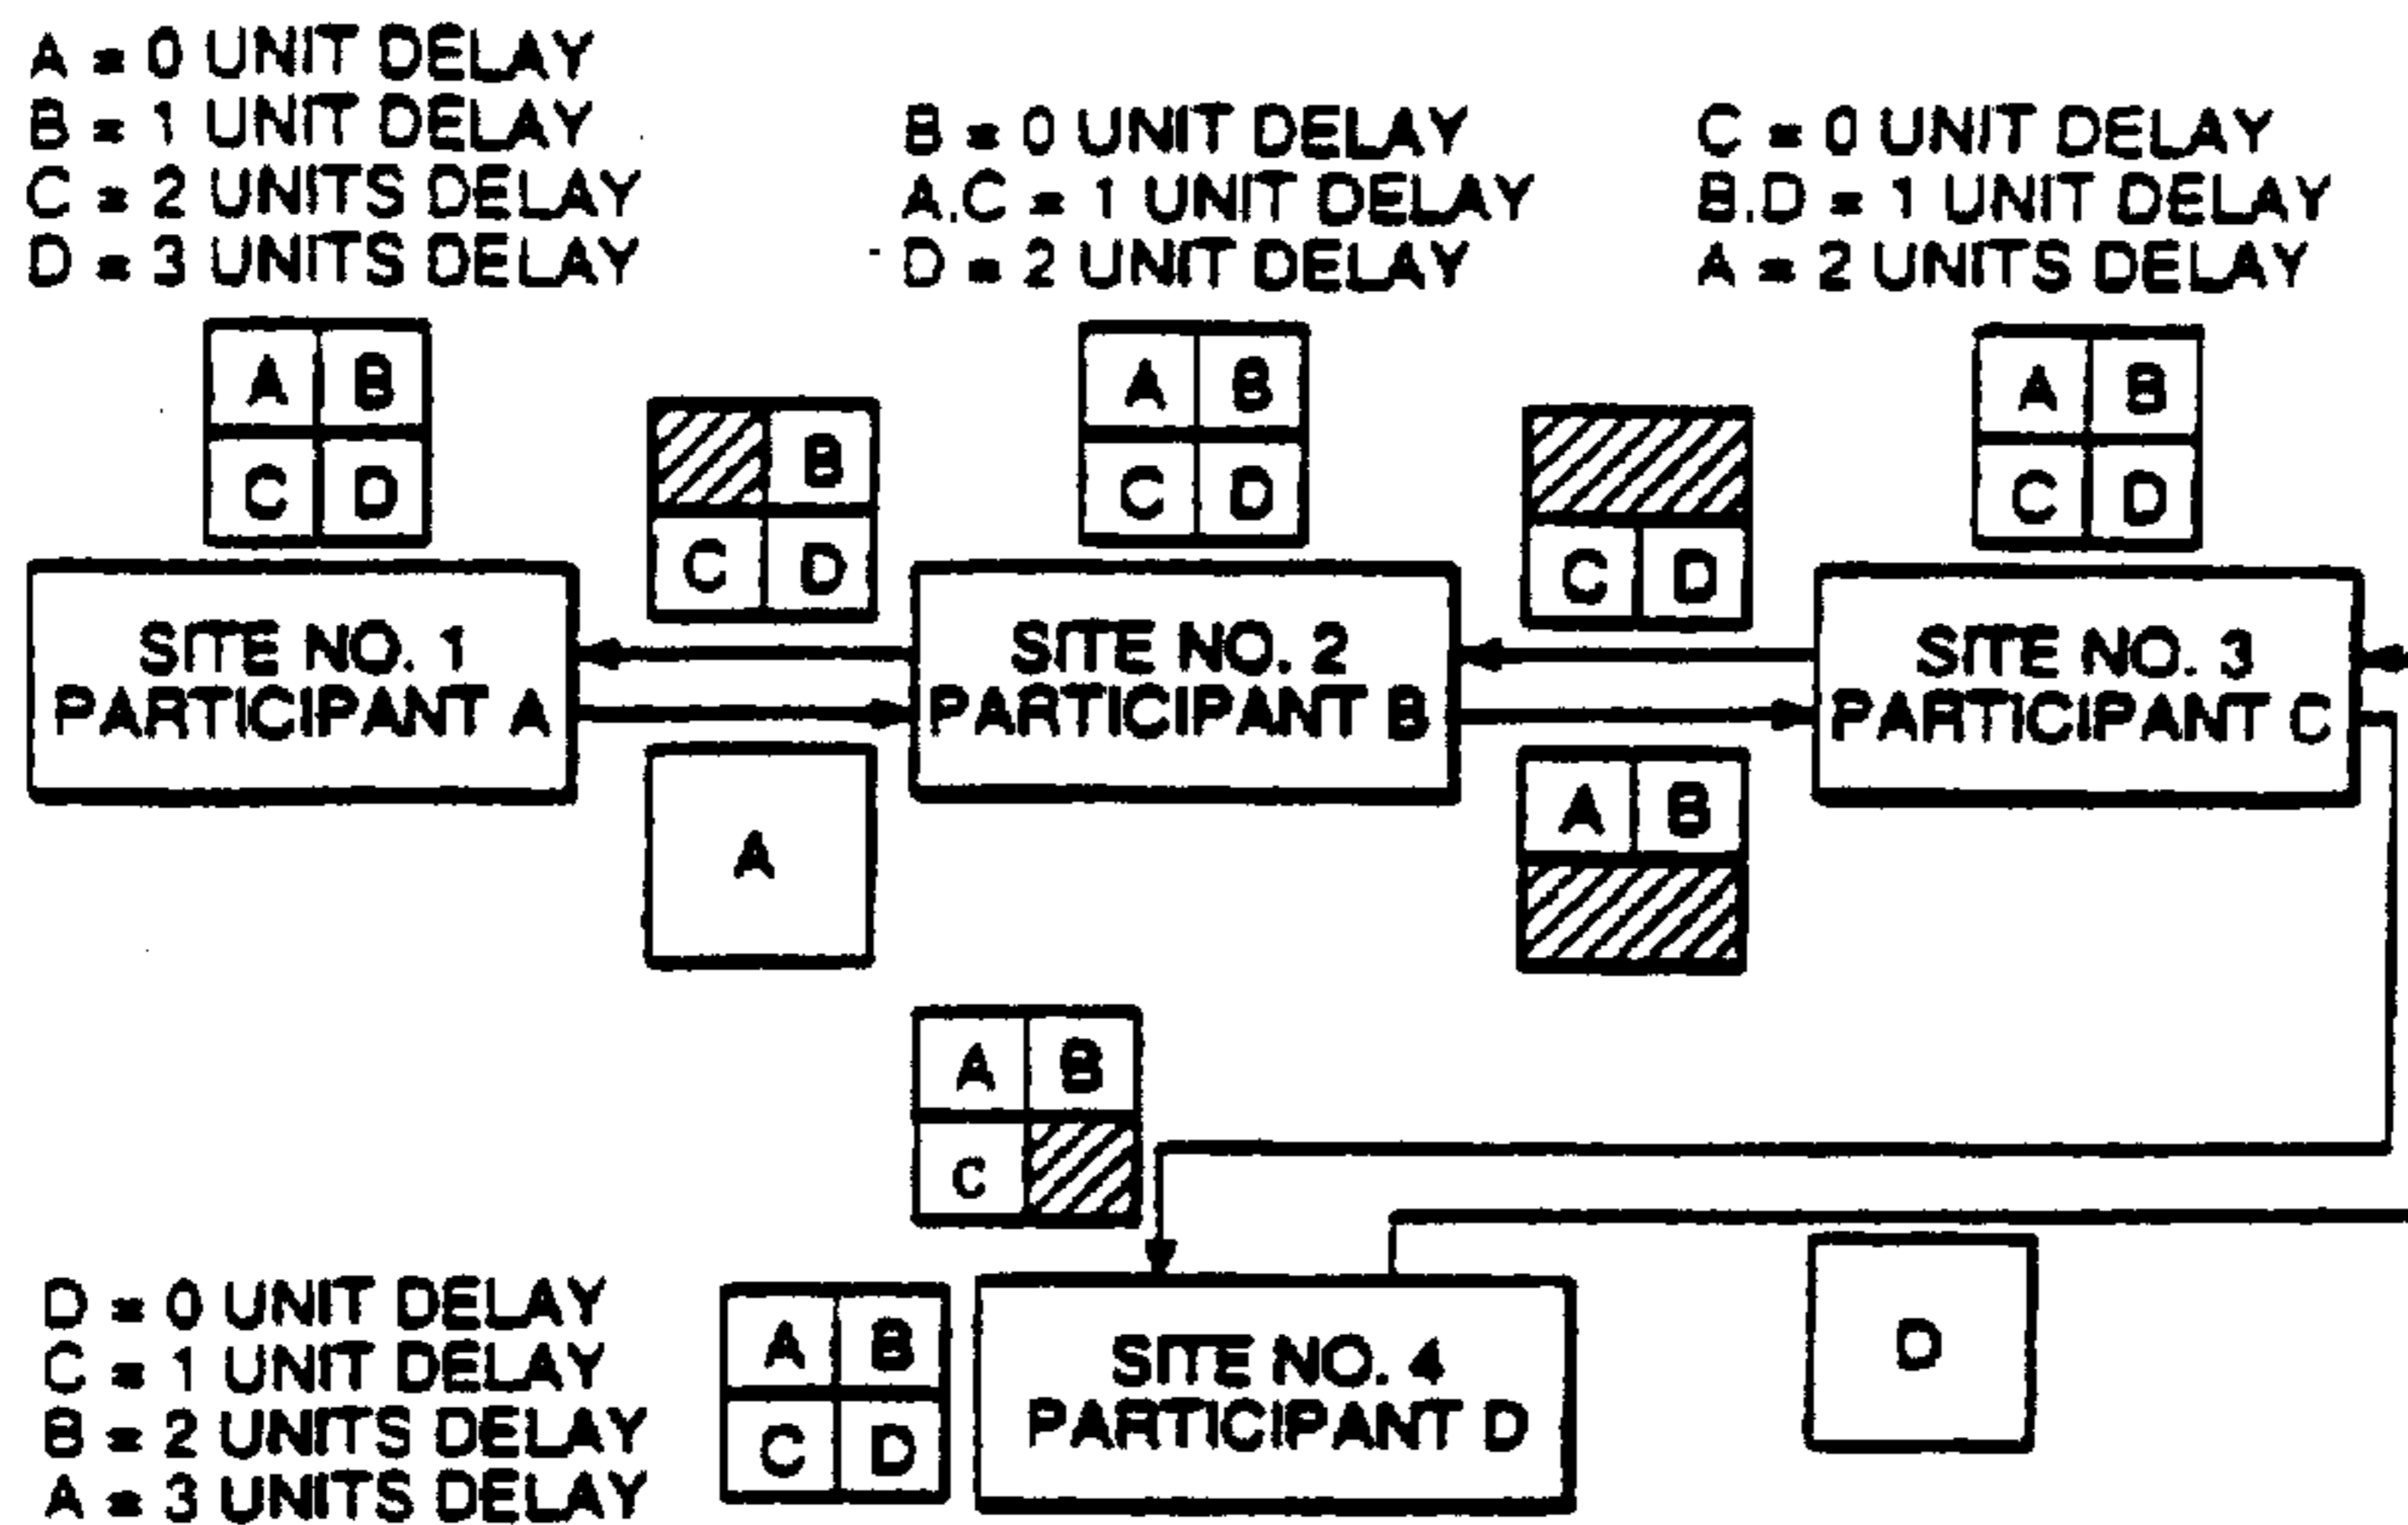 A = 0 UNIT DELAY
B = 1 UNIT DELAY
C = 2 UNITS DELAY
D = 3 UNITS DELAY
B = 0 UNIT DELAY
A.C = 1 UNIT DELAY
D = 2 UNIT DELAY
C = 0 UNIT DELAY
B.D = 1 UNIT DELAY
A = 2 UNITS DELAY
A B
C D
B
C D
A B
C D
C D
A B
C D
SITE NO. 1
PARTICIPANT A
SITE NO. 2
PARTICIPANT B
SITE NO. 3
PARTICIPANT C
A
A B
A B
C
D = 0 UNIT DELAY
C = 1 UNIT DELAY
B = 2 UNITS DELAY
A = 3 UNITS DELAY
A B
C D
SITE NO. 4
PARTICIPANT D
D